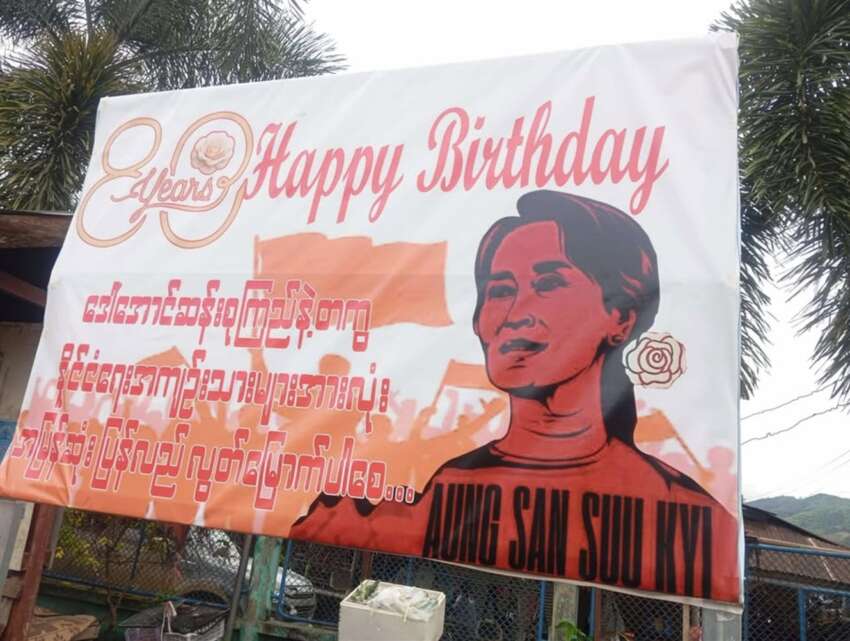 80 Years
Happy Birthday
ဒေါ်အောင်ဆန်းစုကြည်နဲ့တကွ
နိုင်ငံရေးအကျဉ်းသားများအားလုံး
အမြန်ဆုံး ပြန်လည် လွတ်မြောက်ပါစေ...
AUNG SAN SUU KYI